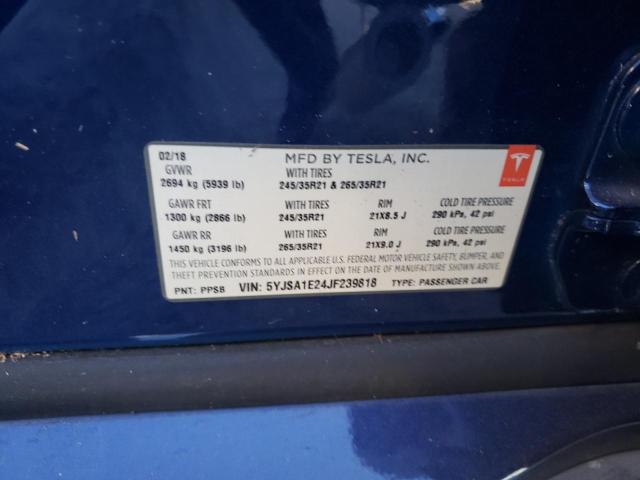 02/18 MFD BY TESLA, INC.
GVWR WITH TIRES
2694 kg (5939 lb) 245/35R21 & 265/35R21
GAWR FRT WITH TIRES RIM COLD TIRE PRESSURE
1300 kg (2866 lb) 245/35R21 21X8.5 J 290 kPa, 42 psi
GAWR RR WITH TIRES RIM COLD TIRE PRESSURE
1450 kg (3196 lb) 265/35R21 21X9.0 J 290 kPa, 42 psi
THIS VEHICLE CONFORMS TO ALL APPLICABLE U.S. FEDERAL MOTOR VEHICLE SAFETY, BUMPER, AND
THEFT PREVENTION STANDARDS IN EFFECT ON THE DATE OF MANUFACTURE SHOWN ABOVE.
PNT: PPSB VIN: 5YJSA1E24JF239818 TYPE: PASSENGER CAR
TESLA